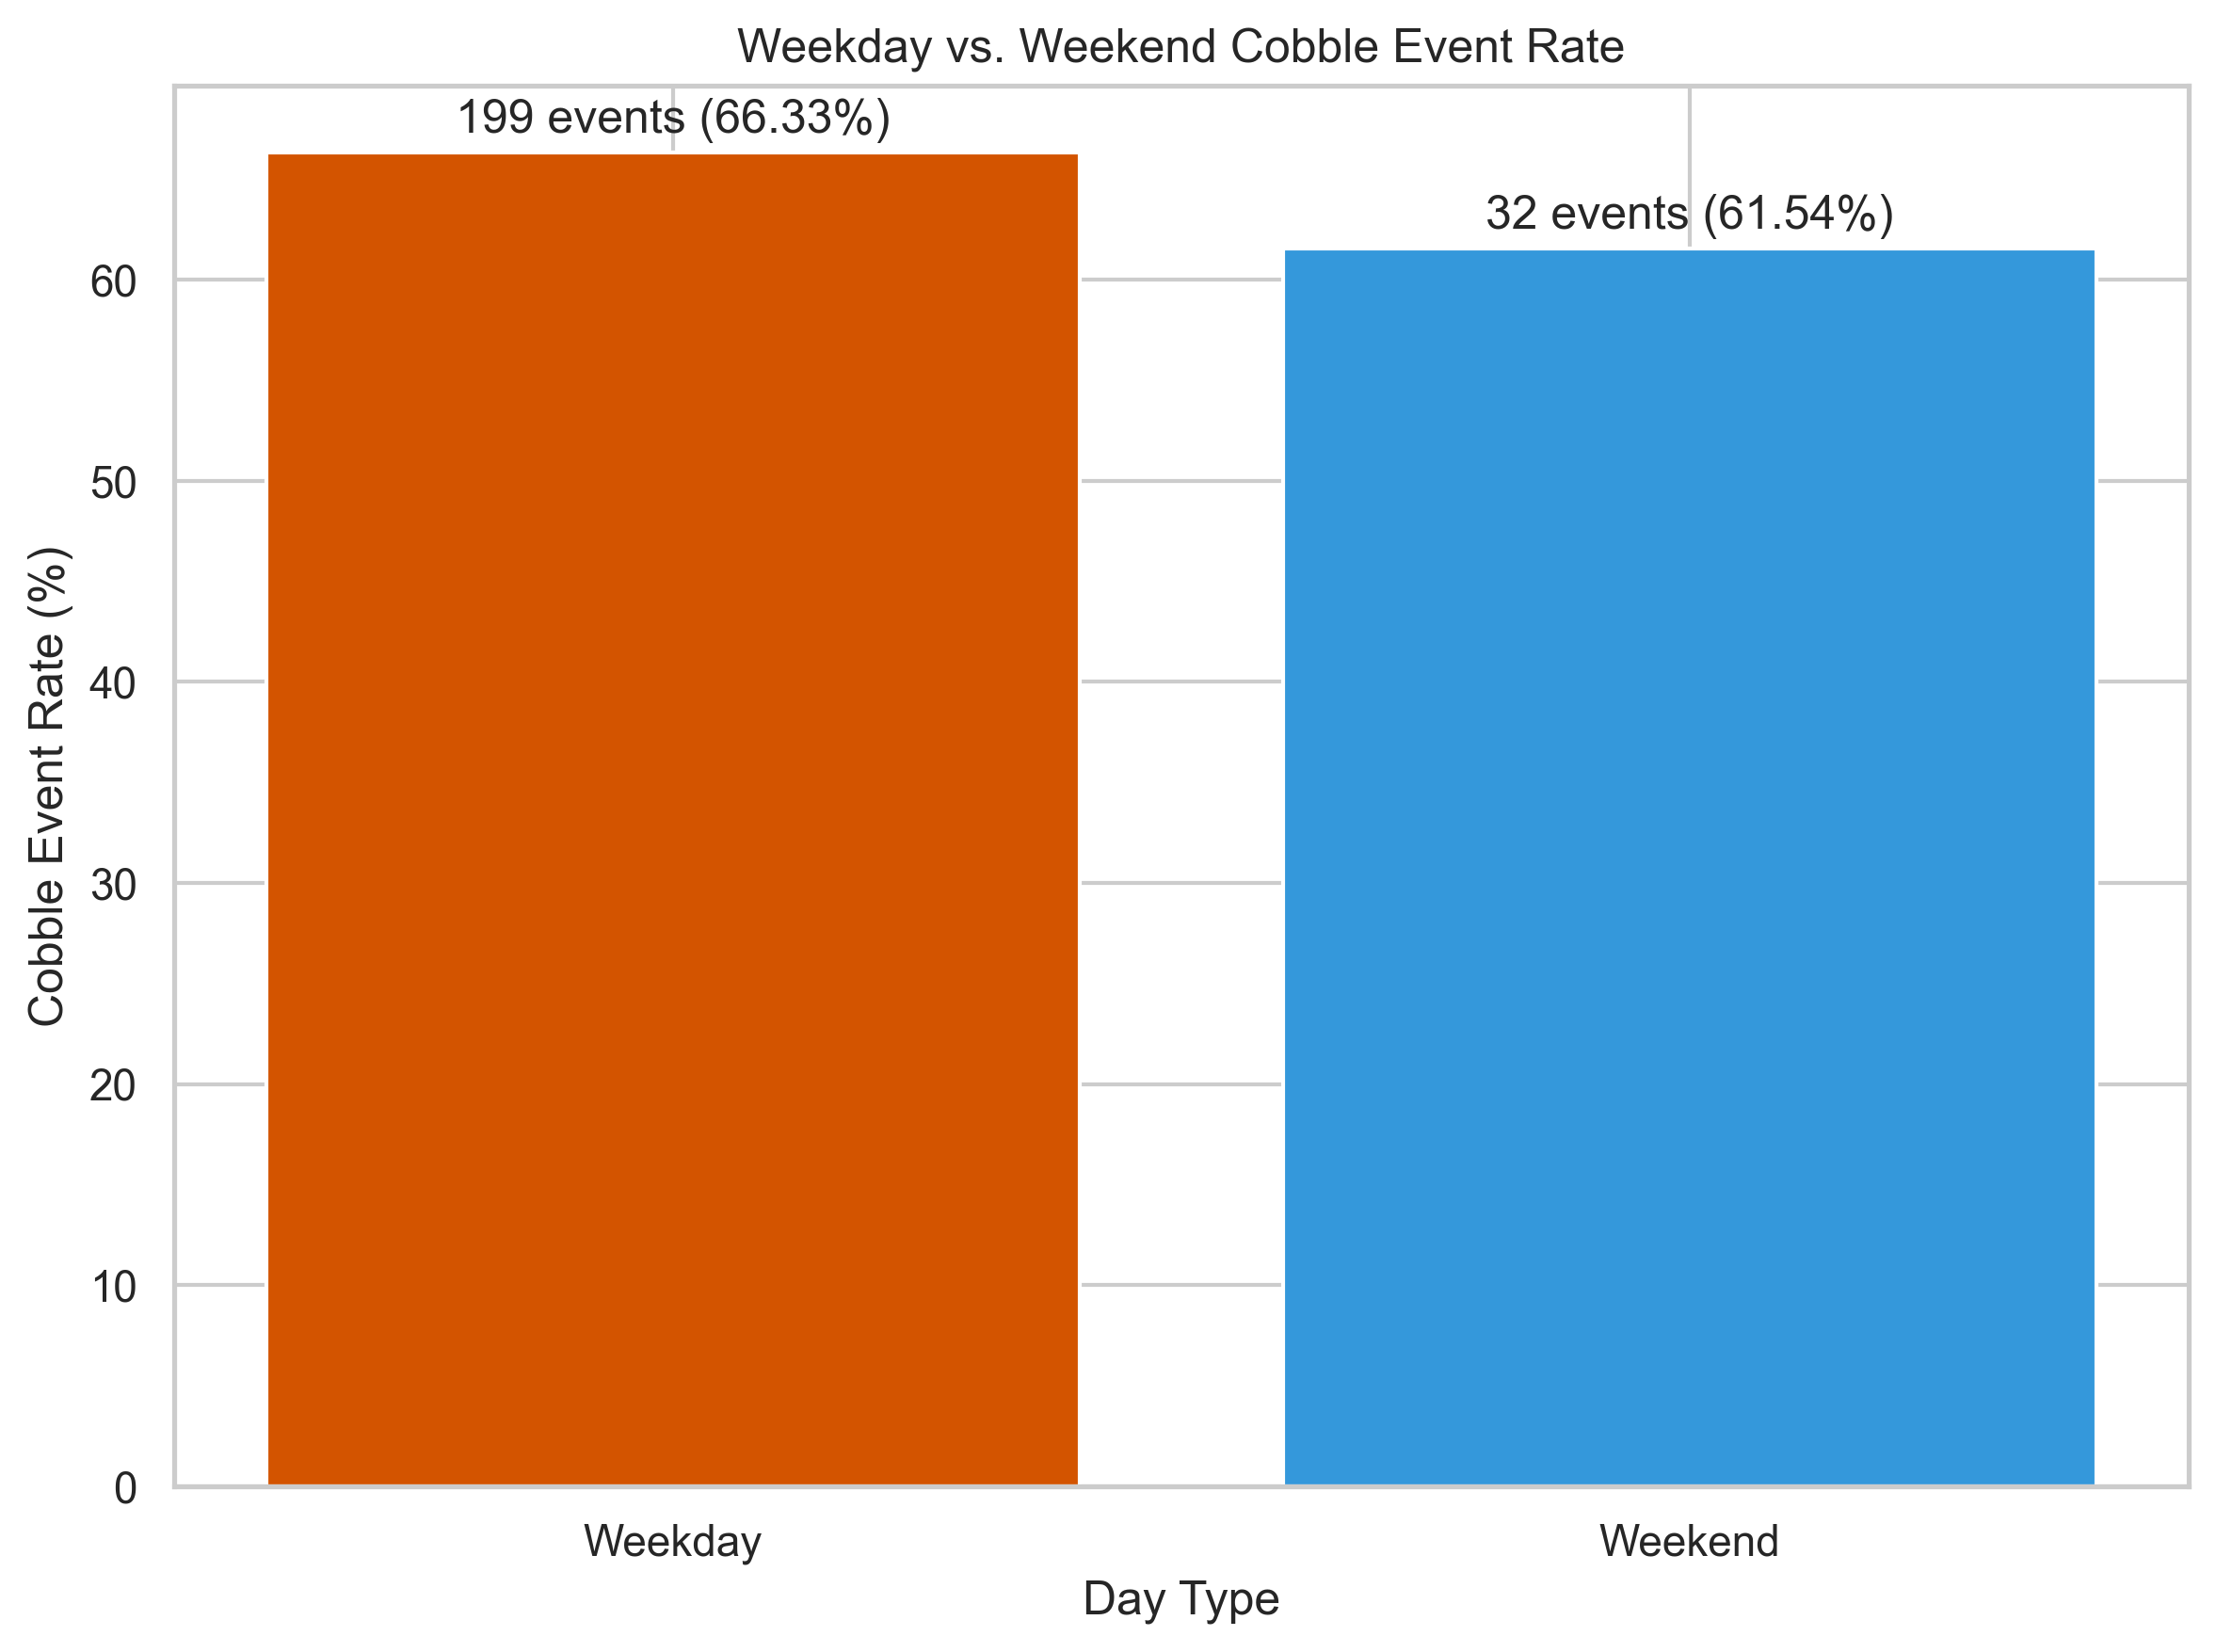 Weekday vs. Weekend Cobble Event Rate
199 events (66.33%)
32 events (61.54%)
Cobble Event Rate (%)
60
50
40
30
20
10
0
Weekday
Weekend
Day Type